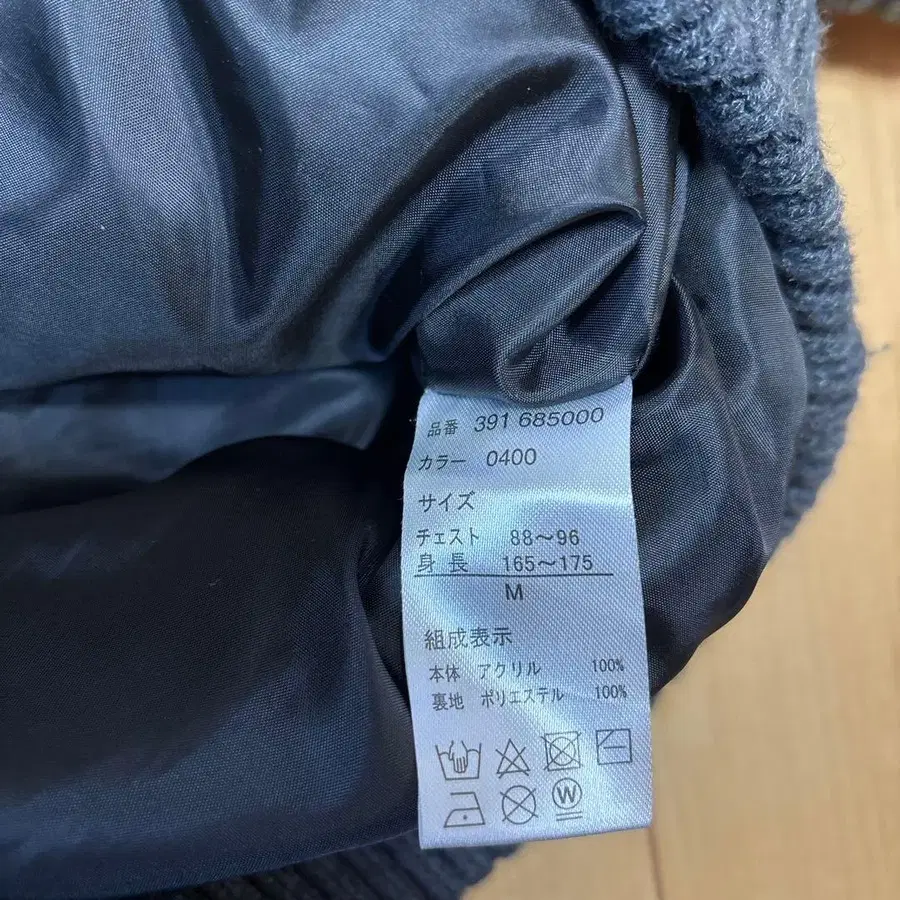 品番 391 685000
カラー 0400
サイズ
チェスト 88～96
身長 165～175
M
組成表示
本体 アクリル 100%
裏地 ポリエステル 100%
W